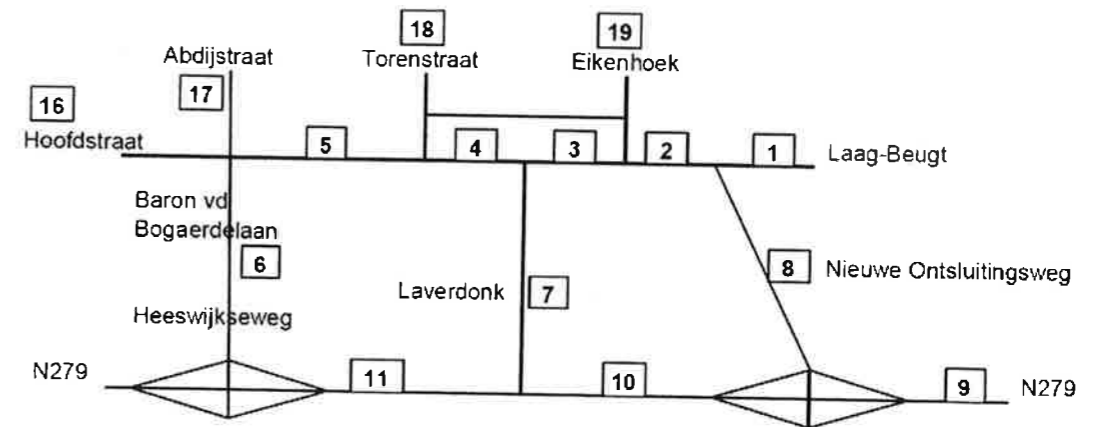 18
19
Abdijstraat
Torenstraat
Eikenhoek
16
17
Hoofdstraat
5
4
3
2
1
Laag-Beugt
Baron vd
Bogaerdelaan
6
Laverdonk
7
8
Nieuwe Ontsluitingsweg
Heeswijkseweg
N279
11
10
9
N279